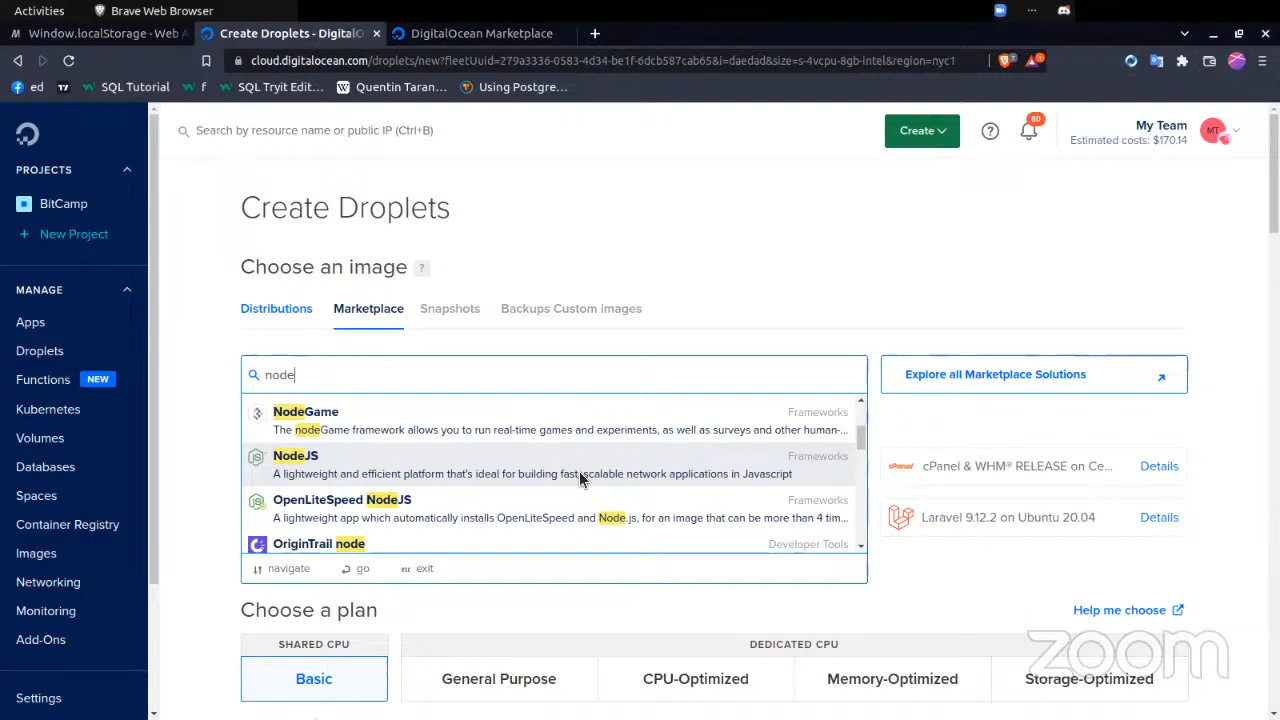 Activities
Brave Web Browser
...
Window.localStorage - Web A
Create Droplets - DigitalO
DigitalOcean Marketplace
cloud.digitalocean.com/droplets/new?fleetUuid=279a3336-0583-4d34-be1f-6dcb587cab65&i=daedad&size=s-4vcpu-8gb-intel&region=nyc1
ed
SQL Tutorial
f
SQL Tryit Edit...
Quentin Taran...
Using Postgre...
Search by resource name or public IP (Ctrl+B)
Create
?
80
My Team
Estimated costs: $170.14
MT
PROJECTS
BitCamp
+ New Project
MANAGE
Apps
Droplets
Functions NEW
Kubernetes
Volumes
Databases
Spaces
Container Registry
Images
Networking
Monitoring
Add-Ons
Settings
Create Droplets
Choose an image ?
Distributions
Marketplace
Snapshots
Backups
Custom images
node
Explore all Marketplace Solutions
NodeGame
Frameworks
The nodeGame framework allows you to run real-time games and experiments, as well as surveys and other human-...
NodeJS
Frameworks
A lightweight and efficient platform that's ideal for building fast, scalable network applications in Javascript
OpenLiteSpeed NodeJS
Frameworks
A lightweight app which automatically installs OpenLiteSpeed and Node.js, for an image that can be more than 4 tim...
OriginTrail node
Developer Tools
navigate
go
esc exit
cPanel
cPanel & WHM® RELEASE on Ce...
Details
Laravel 9.12.2 on Ubuntu 20.04
Details
Choose a plan
Help me choose
SHARED CPU
DEDICATED CPU
Basic
General Purpose
CPU-Optimized
Memory-Optimized
Storage-Optimized
zoom